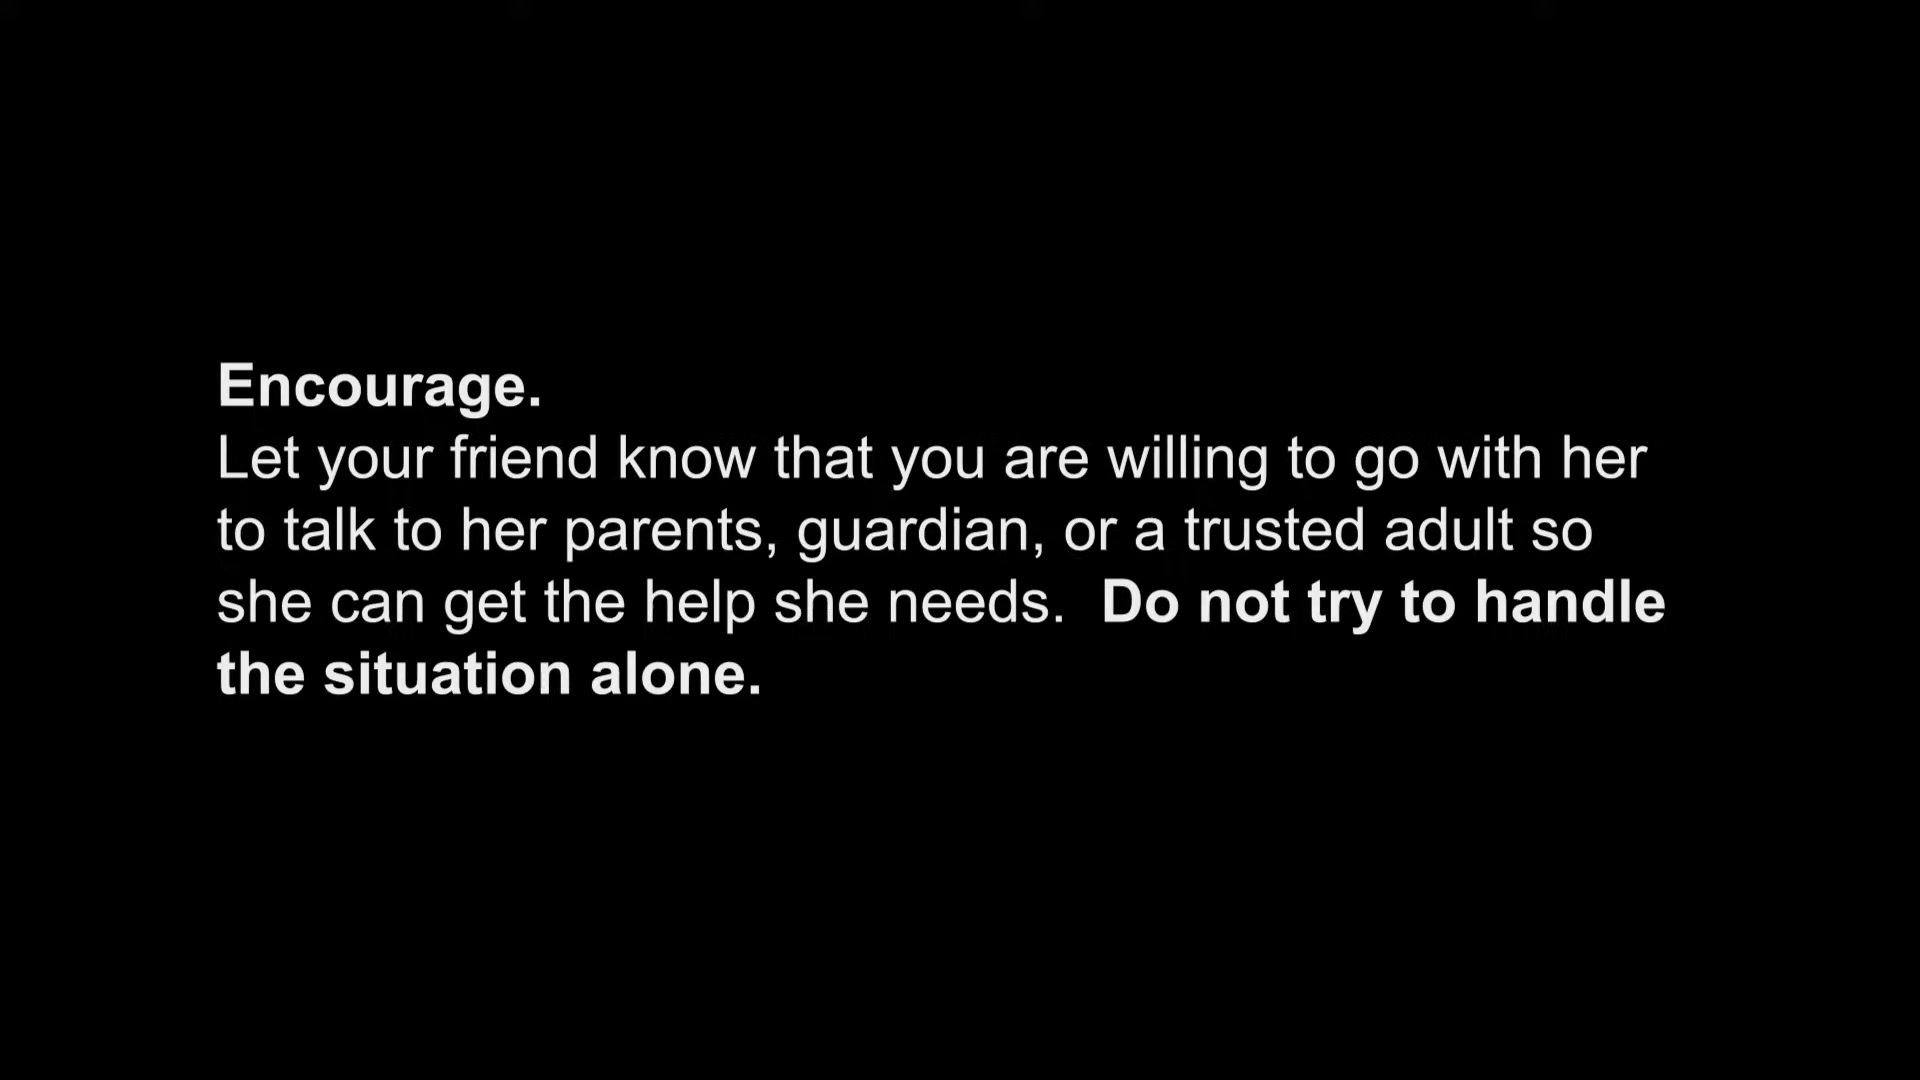 Encourage.
Let your friend know that you are willing to go with her
to talk to her parents, guardian, or a trusted adult so
she can get the help she needs.  Do not try to handle
the situation alone.